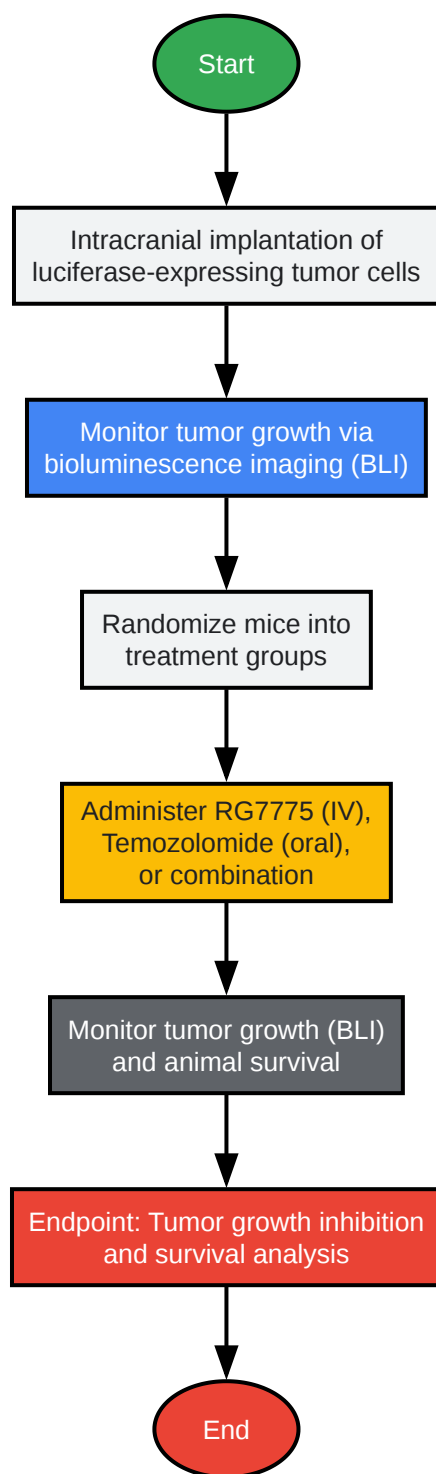 Start
Intracranial implantation of
luciferase-expressing tumor cells
Monitor tumor growth via
bioluminescence imaging (BLI)
Randomize mice into
treatment groups
Administer RG7775 (IV),
Temozolomide (oral),
or combination
Monitor tumor growth (BLI)
and animal survival
Endpoint: Tumor growth inhibition
and survival analysis
End